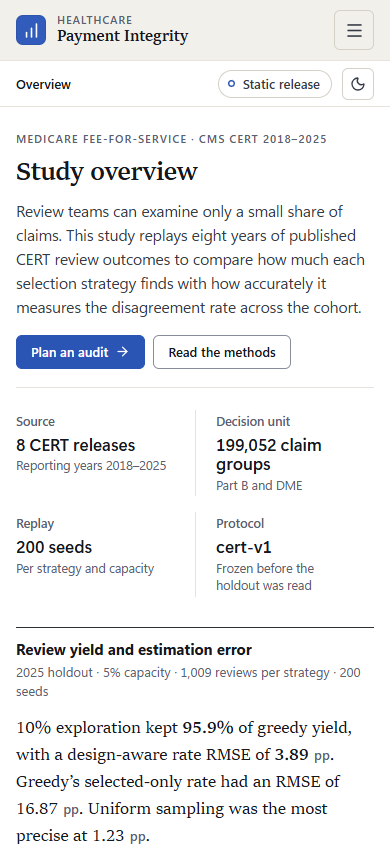 HEALTHCARE
Payment Integrity
Overview
Static release
MEDICARE FEE-FOR-SERVICE · CMS CERT 2018–2025
Study overview
Review teams can examine only a small share of
claims. This study replays eight years of published
CERT review outcomes to compare how much each
selection strategy finds with how accurately it
measures the disagreement rate across the cohort.
Plan an audit →
Read the methods
Source
8 CERT releases
Reporting years 2018–2025
Decision unit
199,052 claim
groups
Part B and DME
Replay
200 seeds
Per strategy and capacity
Protocol
cert-v1
Frozen before the
holdout was read
Review yield and estimation error
2025 holdout · 5% capacity · 1,009 reviews per strategy · 200
seeds
10% exploration kept 95.9% of greedy yield,
with a design-aware rate RMSE of 3.89 pp.
Greedy’s selected-only rate had an RMSE of
16.87 pp. Uniform sampling was the most
precise at 1.23 pp.